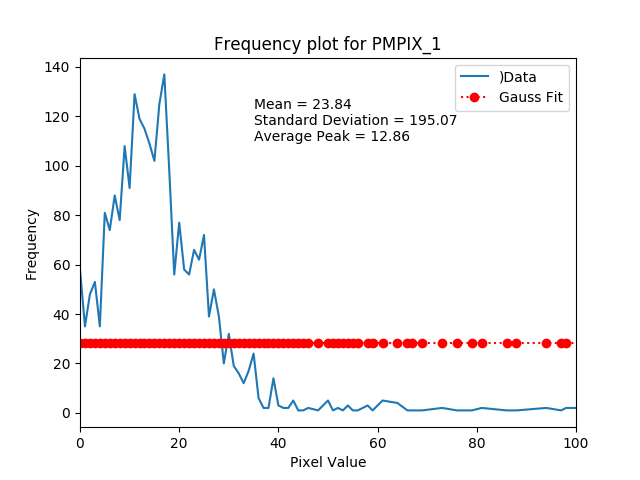 Frequency plot for PMPIX_1
)Data
Gauss Fit
Mean = 23.84
Standard Deviation = 195.07
Average Peak = 12.86
Frequency
140
120
100
80
60
40
20
0
0 20 40 60 80 100
Pixel Value